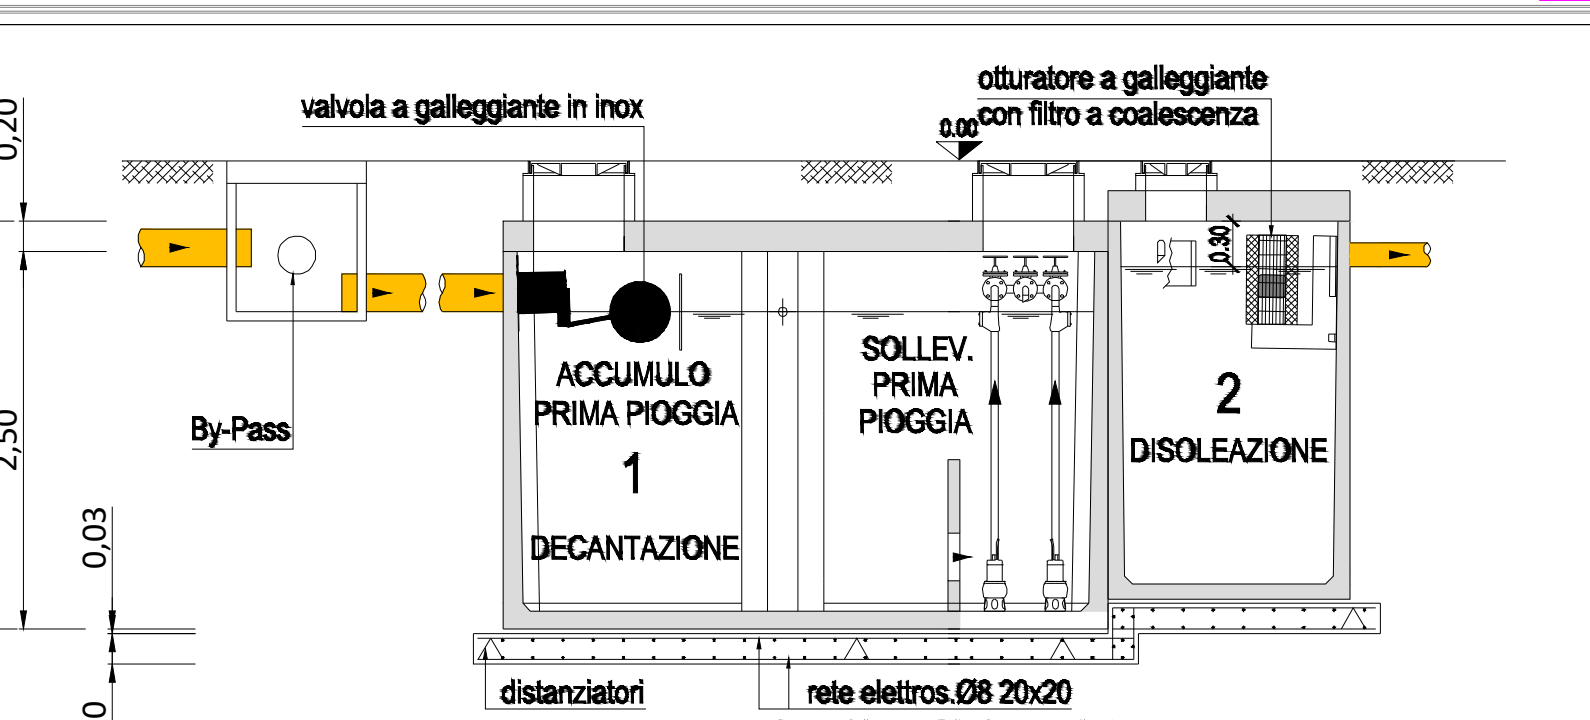 otturatore a galleggiante
con filtro a coalescenza
valvola a galleggiante in inox
0.00
0,20
0.30
ACCUMULO
PRIMA PIOGGIA
1
DECANTAZIONE
SOLLEV.
PRIMA
PIOGGIA
2
DISOLEAZIONE
By-Pass
2,50
0,03
distanziatori
rete elettros.Ø8 20x20